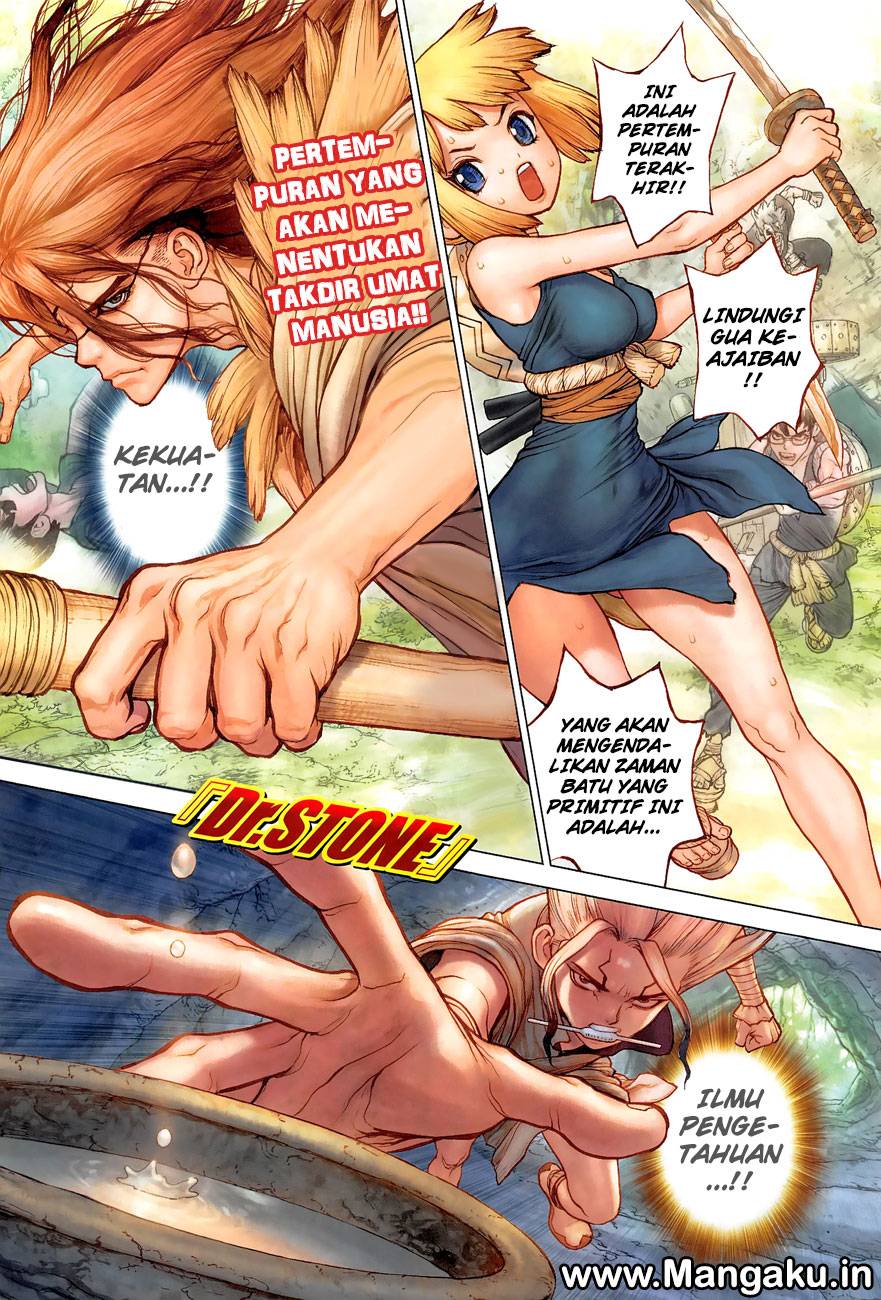 INI
ADALAH
PERTEM-
PURAN
TERAK-
HIR!!
LINDUNGI
GUA KE-
AJAIBAN
!!
YANG AKAN
MENGENDA-
LIKAN ZAMAN
BATU YANG
PRIMITIF INI
ADALAH...
PERTEM-
PURAN YANG
AKAN ME-
NENTUKAN
TAKDIR UMAT
MANUSIA!!
KEKUA-
TAN...!!
『Dr.STONE』
ILMU
PENGE-
TAHUAN
...!!
www.Mangaku.in